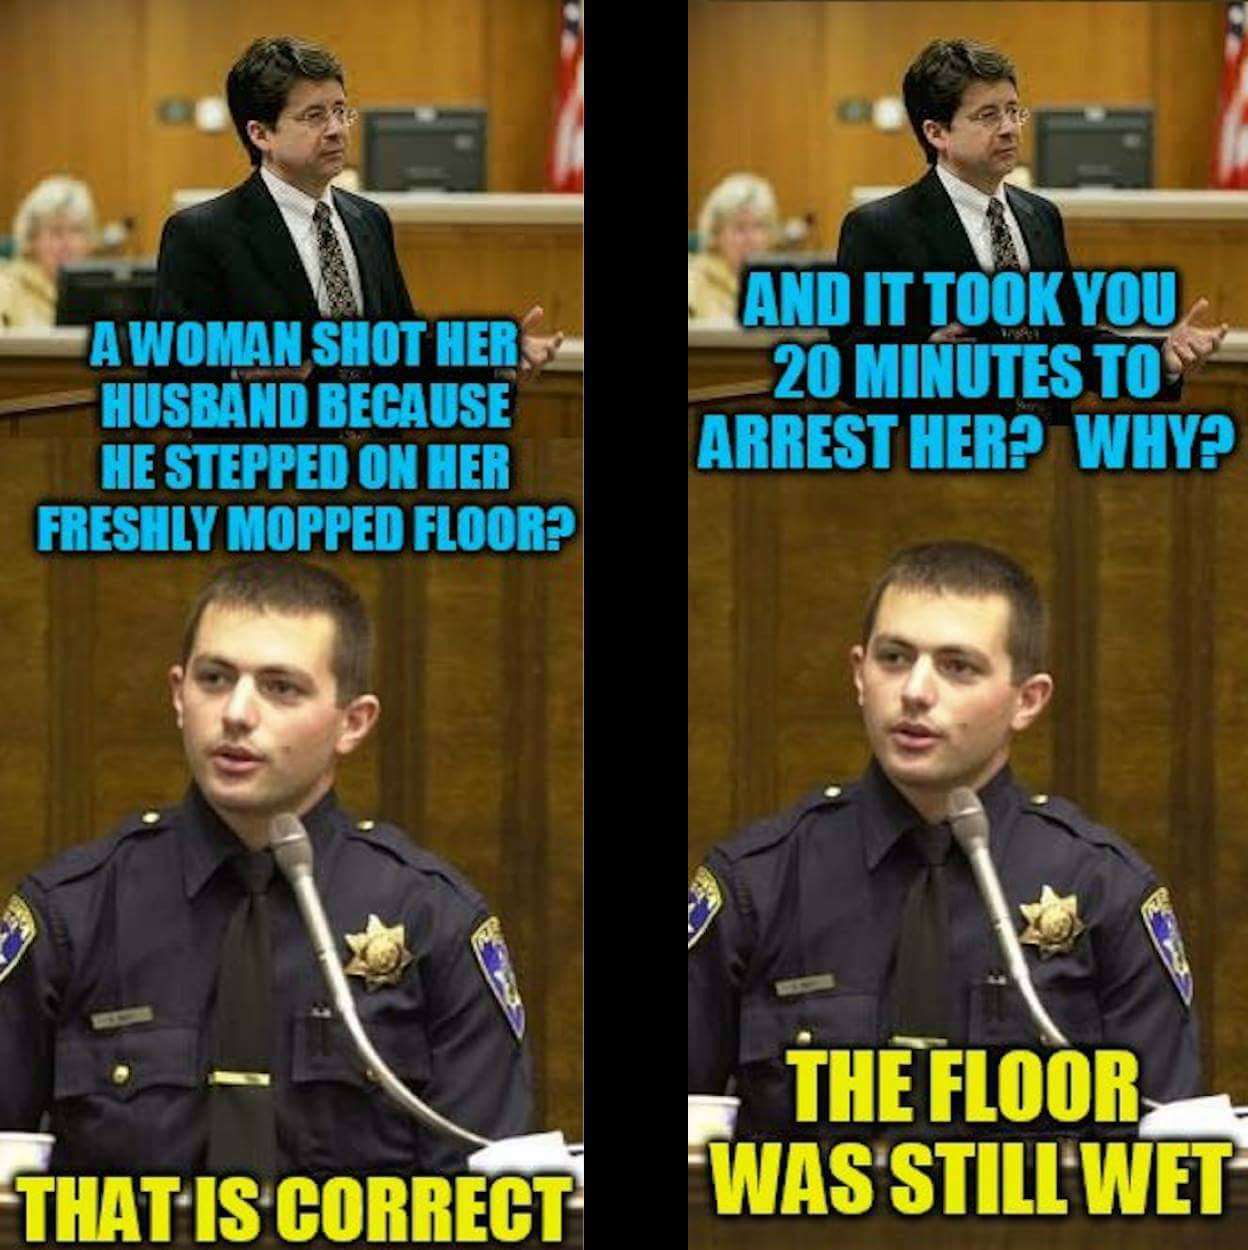 A WOMAN SHOT HER
HUSBAND BECAUSE
HE STEPPED ON HER
FRESHLY MOPPED FLOOR?
THAT IS CORRECT
AND IT TOOK YOU
20 MINUTES TO
ARREST HER? WHY?
THE FLOOR
WAS STILL WET